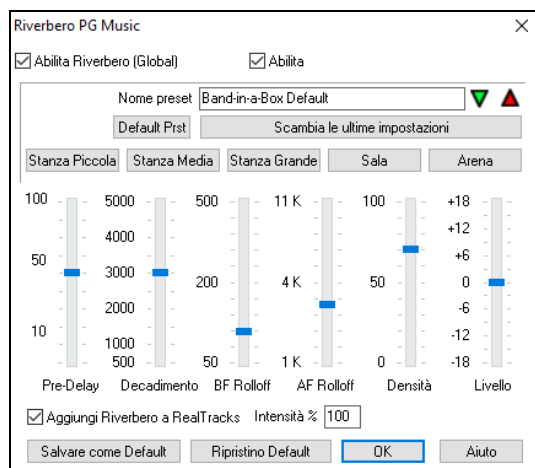 Riverbero PG Music
Abilita Riverbero (Global) Abilita
Nome preset Band-in-a-Box Default
Default Prst Scambia le ultime impostazioni
Stanza Piccola Stanza Media Stanza Grande Sala Arena
100 5000 500 11 K 100 +18
4000 +12
50 3000 200 4 K 50 +6
2000 0
10 1000 -6
500 50 1 K 0 -12
-18
Pre-Delay Decadimento BF Rolloff AF Rolloff Densità Livello
Aggiungi Riverbero a RealTracks Intensità % 100
Salvare come Default Ripristino Default OK Aiuto